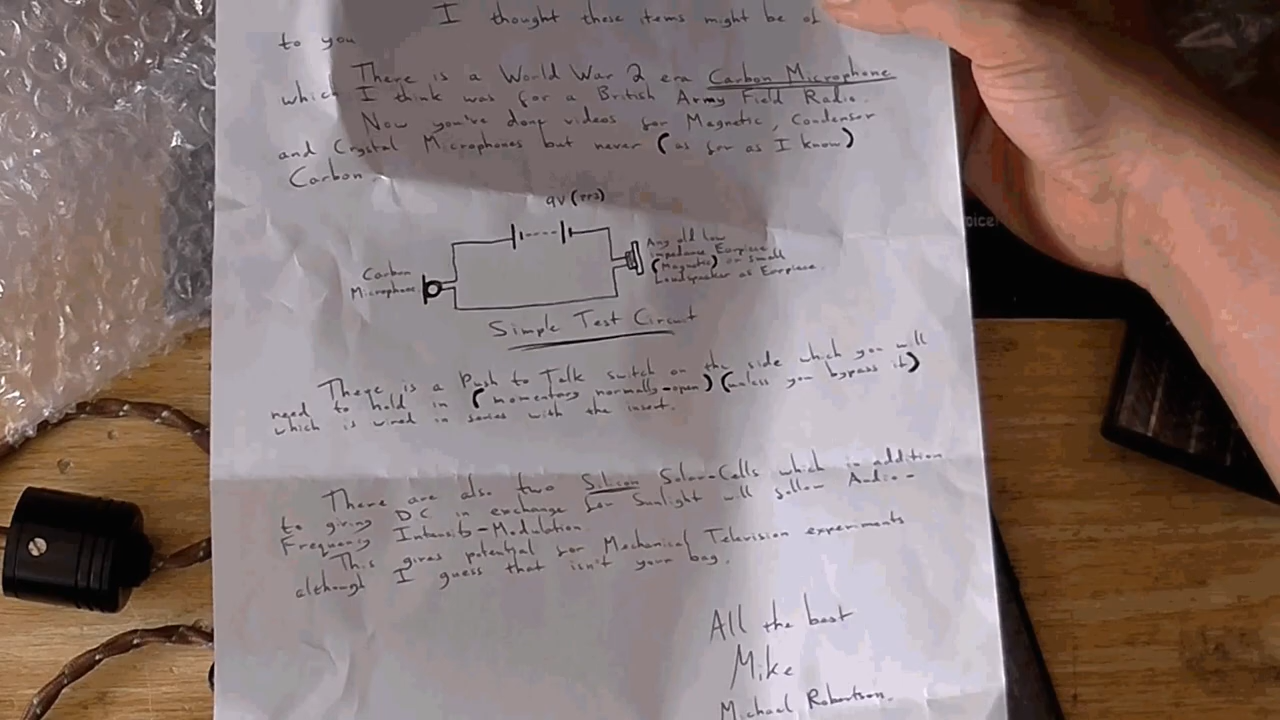 I thought these items might be of
to you
There is a World War 2 era Carbon Microphone
which I think was for a British Army Field Radio.
Now you've done videos for Magnetic, Condenser
and Crystal Microphones but never (as far as I know)
Carbon.
9V (PP3)
Carbon
Microphone
Any old low
impedance Earpiece
(Magnetic) or small
Loudspeaker as Earpiece.
Simple Test Circuit
There is a Push to Talk switch on the side which you will
need to hold in (momentary normally-open) (unless you bypass it)
which is wired in series with the insert.
There are also two Silicon Solar-Cells which in addition
to giving DC in exchange for Sunlight will follow Audio-
Frequency Intensity-Modulation.
This gives potential for Mechanical Television experiments
although I guess that isn't your bag.
All the best
Mike
Michael Robertson.